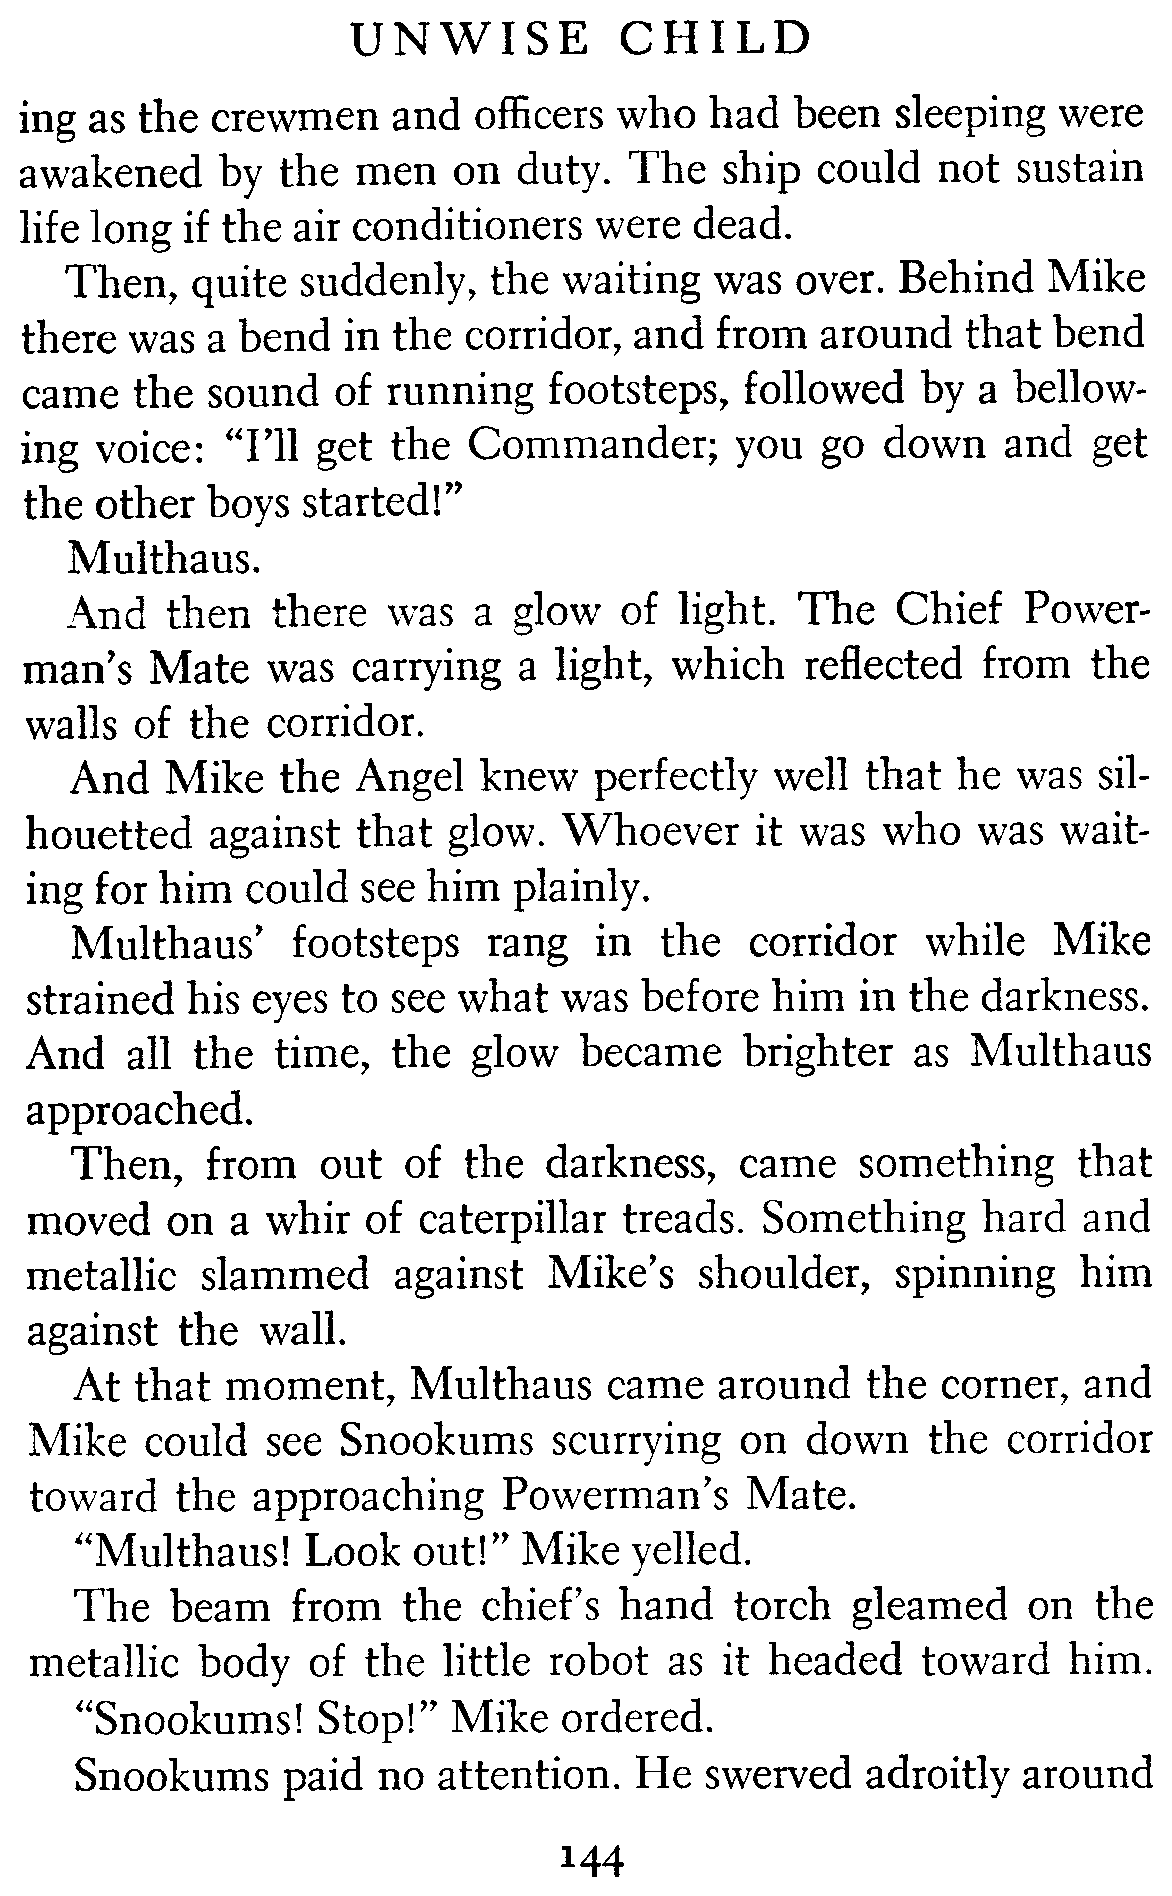 UNWISE CHILD
ing as the crewmen and officers who had been sleeping were
awakened by the men on duty. The ship could not sustain
life long if the air conditioners were dead.
Then, quite suddenly, the waiting was over. Behind Mike
there was a bend in the corridor, and from around that bend
came the sound of running footsteps, followed by a bellow-
ing voice: “I’ll get the Commander; you go down and get
the other boys started!”
Multhaus.
And then there was a glow of light. The Chief Power-
man’s Mate was carrying a light, which reflected from the
walls of the corridor.
And Mike the Angel knew perfectly well that he was sil-
houetted against that glow. Whoever it was who was wait-
ing for him could see him plainly.
Multhaus’ footsteps rang in the corridor while Mike
strained his eyes to see what was before him in the darkness.
And all the time, the glow became brighter as Multhaus
approached.
Then, from out of the darkness, came something that
moved on a whir of caterpillar treads. Something hard and
metallic slammed against Mike’s shoulder, spinning him
against the wall.
At that moment, Multhaus came around the corner, and
Mike could see Snookums scurrying on down the corridor
toward the approaching Powerman’s Mate.
“Multhaus! Look out!” Mike yelled.
The beam from the chief’s hand torch gleamed on the
metallic body of the little robot as it headed toward him.
“Snookums! Stop!” Mike ordered.
Snookums paid no attention. He swerved adroitly around
144